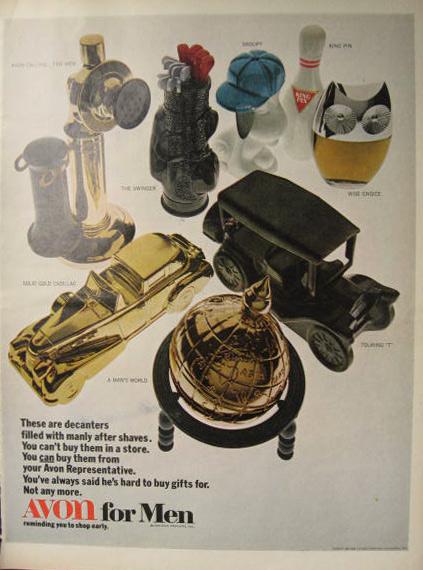 AVON CALLING... FOR MEN
SNOOPY
KING PIN
KING
PIN
THE SWINGER
WISE CHOICE
SOLID GOLD CADILLAC
TOURING "T"
A MAN'S WORLD
These are decanters
filled with manly after shaves.
You can't buy them in a store.
You can buy them from
your Avon Representative.
You've always said he's hard to buy gifts for.
Not any more.
AVON for Men
reminding you to shop early.